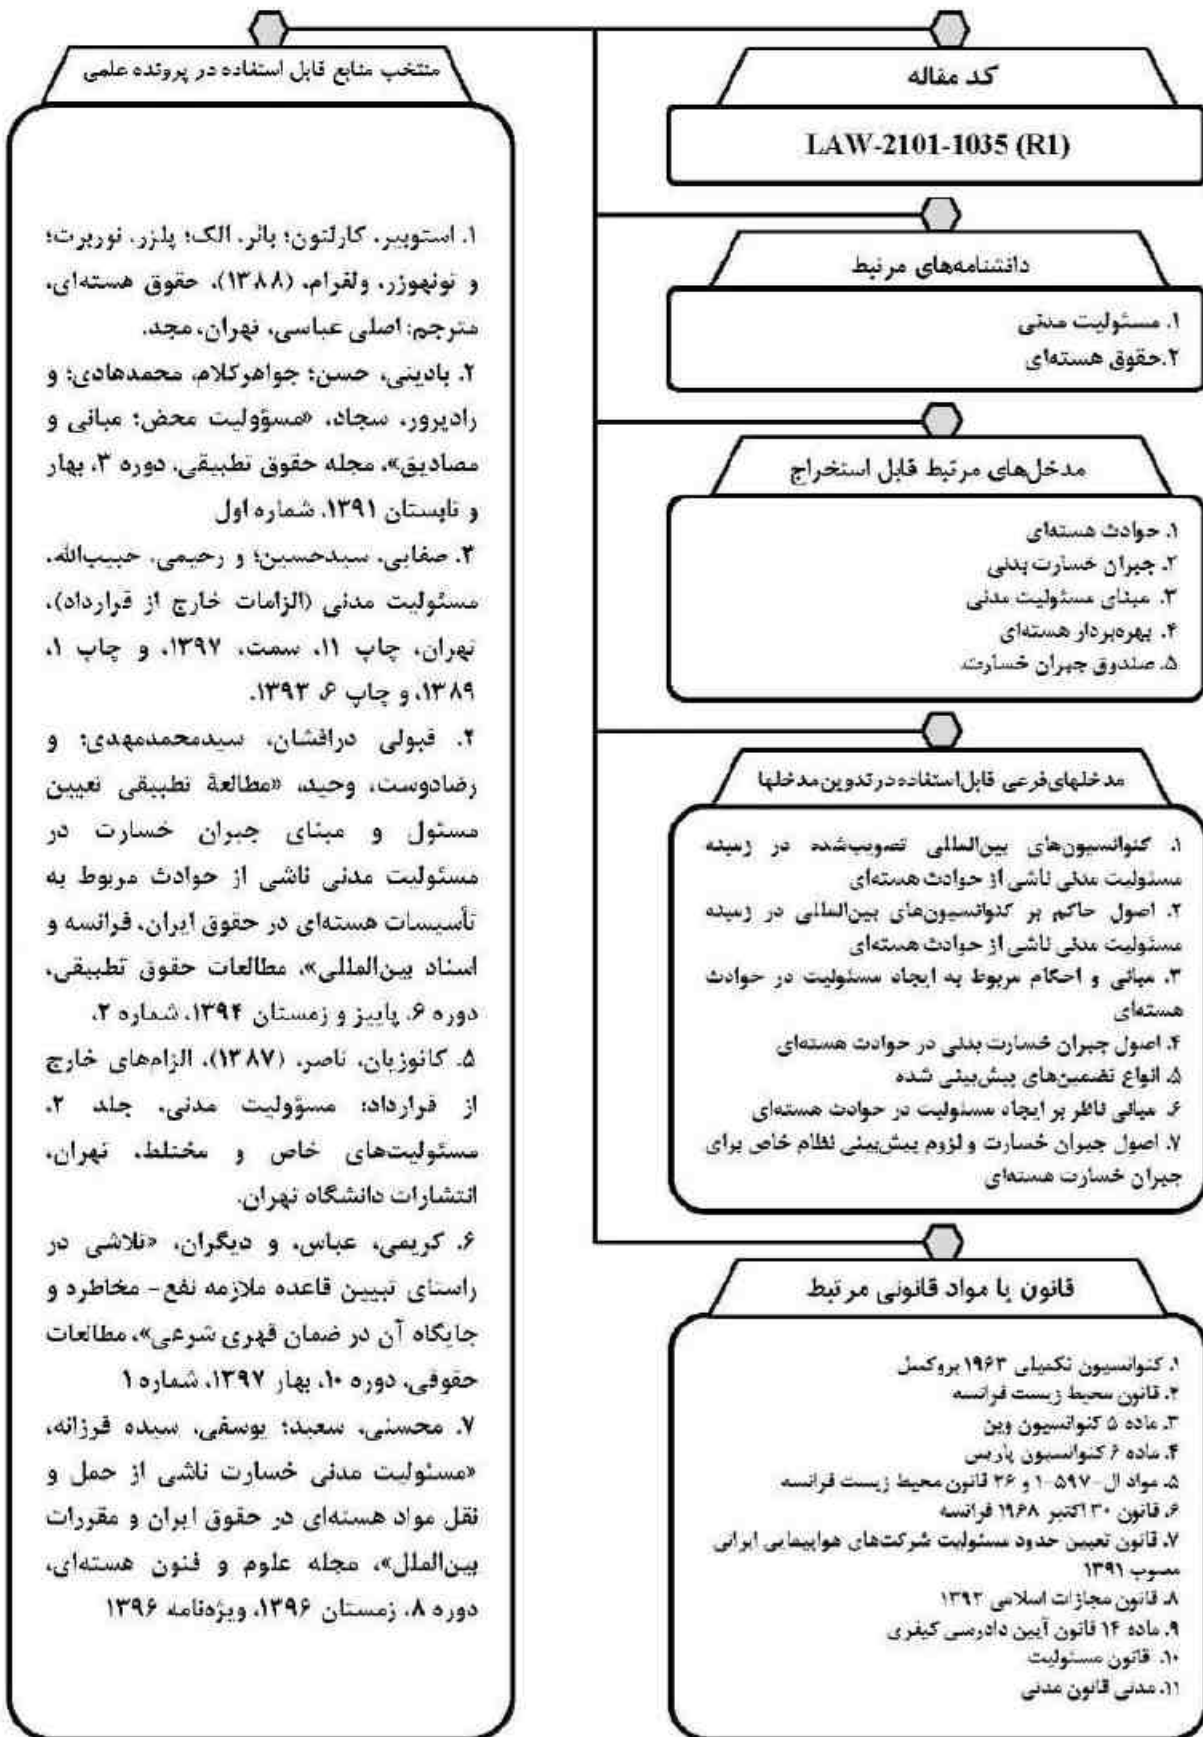 کد مقاله
LAW-2101-1035 (R1)
دانشنامه‌های مرتبط
۱. مسئولیت مدنی
۲.حقوق هسته‌ای
مدخل‌های مرتبط قابل استخراج
۱. حوادث هسته‌ای
۲. جبران خسارت بدنی
۳. مبنای مسئولیت مدنی
۴. بهره‌بردار هسته‌ای
۵. صندوق جبران خسارت
مدخلهای فرعی قابل استفاده در تدوین مدخلها
۱. کنوانسیون‌های بین‌المللی تصویب‌شده در زمینه
مسئولیت مدنی ناشی از حوادث هسته‌ای
۲. اصول حاکم بر کنوانسیون‌های بین‌المللی در زمینه
مسئولیت مدنی ناشی از حوادث هسته‌ای
۳. مبانی و احکام مربوط به ایجاد مسئولیت در حوادث
هسته‌ای
۴. اصول جبران خسارت بدنی در حوادث هسته‌ای
۵. انواع تضمین‌های پیش‌بینی شده
۶. مبانی ناظر بر ایجاد مسئولیت در حوادث هسته‌ای
۷. اصول جبران خسارت و لزوم پیش‌بینی نظام خاص برای
جبران خسارت هسته‌ای
قانون یا مواد قانونی مرتبط
۱. کنوانسیون تکمیلی ۱۹۶۳ بروکسل
۲. قانون محیط زیست فرانسه
۳. ماده ۵ کنوانسیون وین
۴. ماده ۶ کنوانسیون پاریس
۵. مواد ال-۵۹۷-۱ و ۲۶ قانون محیط زیست فرانسه
۶. قانون ۳۰ اکتبر ۱۹۶۸ فرانسه
۷. قانون تعیین حدود مسئولیت شرکت‌های هواپیمایی ایرانی
مصوب ۱۳۹۱
۸. قانون مجازات اسلامی ۱۳۹۲
۹. ماده ۱۴ قانون آیین دادرسی کیفری
۱۰. قانون مسئولیت
۱۱. مدنی قانون مدنی
منتخب منابع قابل استفاده در پرونده علمی
۱. استوبیر، کارلتون؛ بائر، الک؛ پلزر، نوربرت؛
و تونهوزر، ولفرام، (۱۳۸۸)، حقوق هسته‌ای،
مترجم: اصلی عباسی، تهران، مجد.
۲. بادینی، حسن؛ جواهرکلام، محمدهادی؛ و
رادپرور، سجاد، «مسؤولیت محض؛ مبانی و
مصادیق»، مجله حقوق تطبیقی، دوره ۳، بهار
و تابستان ۱۳۹۱، شماره اول
۳. صفایی، سیدحسین؛ و رحیمی، حبیب‌الله،
مسئولیت مدنی (الزامات خارج از قرارداد)،
تهران، چاپ ۱۱، سمت، ۱۳۹۷، و چاپ ۱،
۱۳۸۹، و چاپ ۶، ۱۳۹۳.
۴. قبولی درافشان، سیدمحمدمهدی؛ و
رضادوست، وحید، «مطالعهٔ تطبیقی تعیین
مسئول و مبنای جبران خسارت در
مسئولیت مدنی ناشی از حوادث مربوط به
تأسیسات هسته‌ای در حقوق ایران، فرانسه و
اسناد بین‌المللی»، مطالعات حقوق تطبیقی،
دوره ۶، پاییز و زمستان ۱۳۹۴، شماره ۲.
۵. کاتوزیان، ناصر، (۱۳۸۷)، الزام‌های خارج
از قرارداد: مسؤولیت مدنی، جلد ۲،
مسئولیت‌های خاص و مختلط، تهران،
انتشارات دانشگاه تهران.
۶. کریمی، عباس، و دیگران، «تلاشی در
راستای تبیین قاعده ملازمه نفع- مخاطره و
جایگاه آن در ضمان قهری شرعی»، مطالعات
حقوقی، دوره ۱۰، بهار ۱۳۹۷، شماره ۱
۷. محسنی، سعید؛ یوسفی، سیده فرزانه،
«مسئولیت مدنی خسارت ناشی از حمل و
نقل مواد هسته‌ای در حقوق ایران و مقررات
بین‌الملل»، مجله علوم و فنون هسته‌ای،
دوره ۸، زمستان ۱۳۹۶، ویژه‌نامه ۱۳۹۶